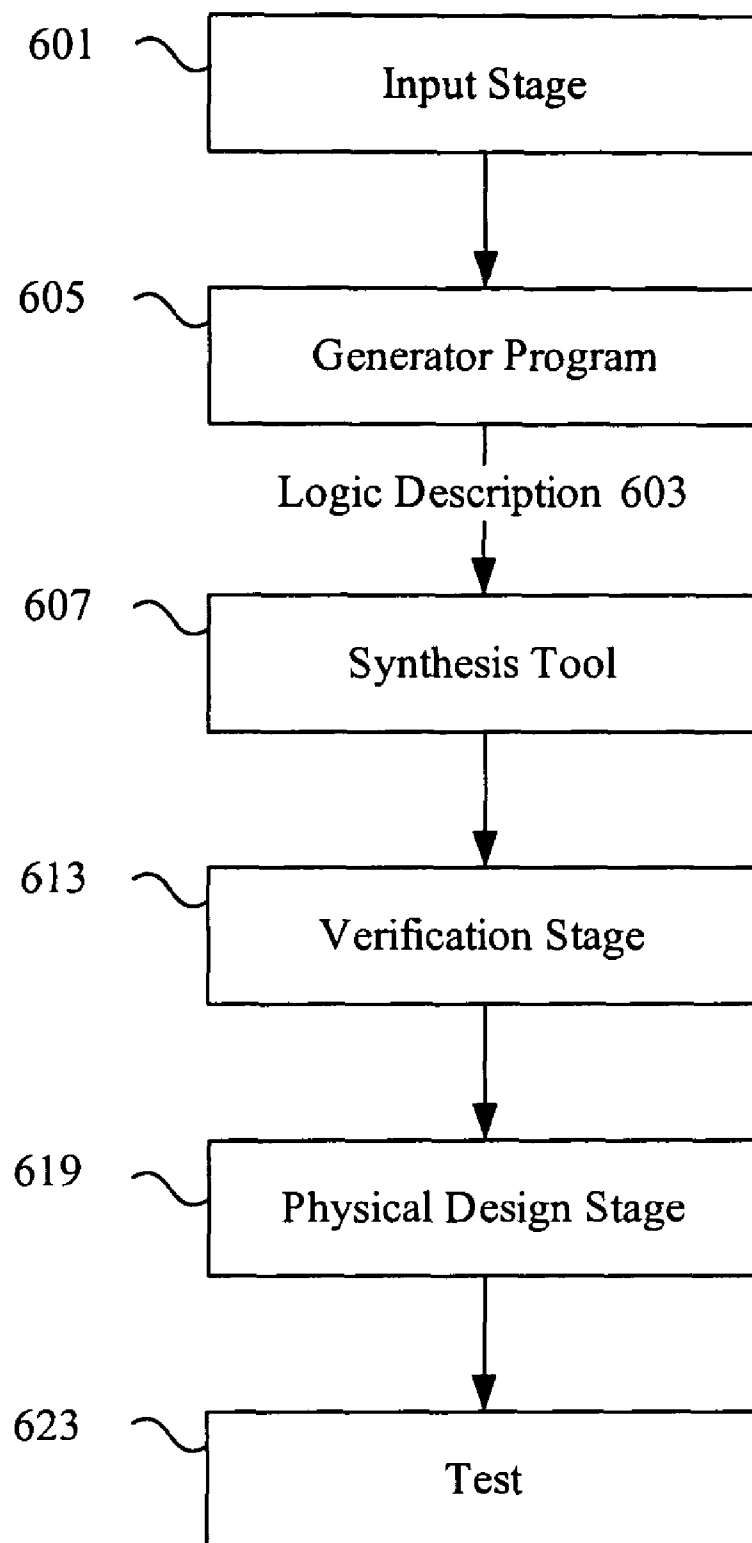 601
Input Stage
605
Generator Program
Logic Description 603
607
Synthesis Tool
613
Verification Stage
619
Physical Design Stage
623
Test